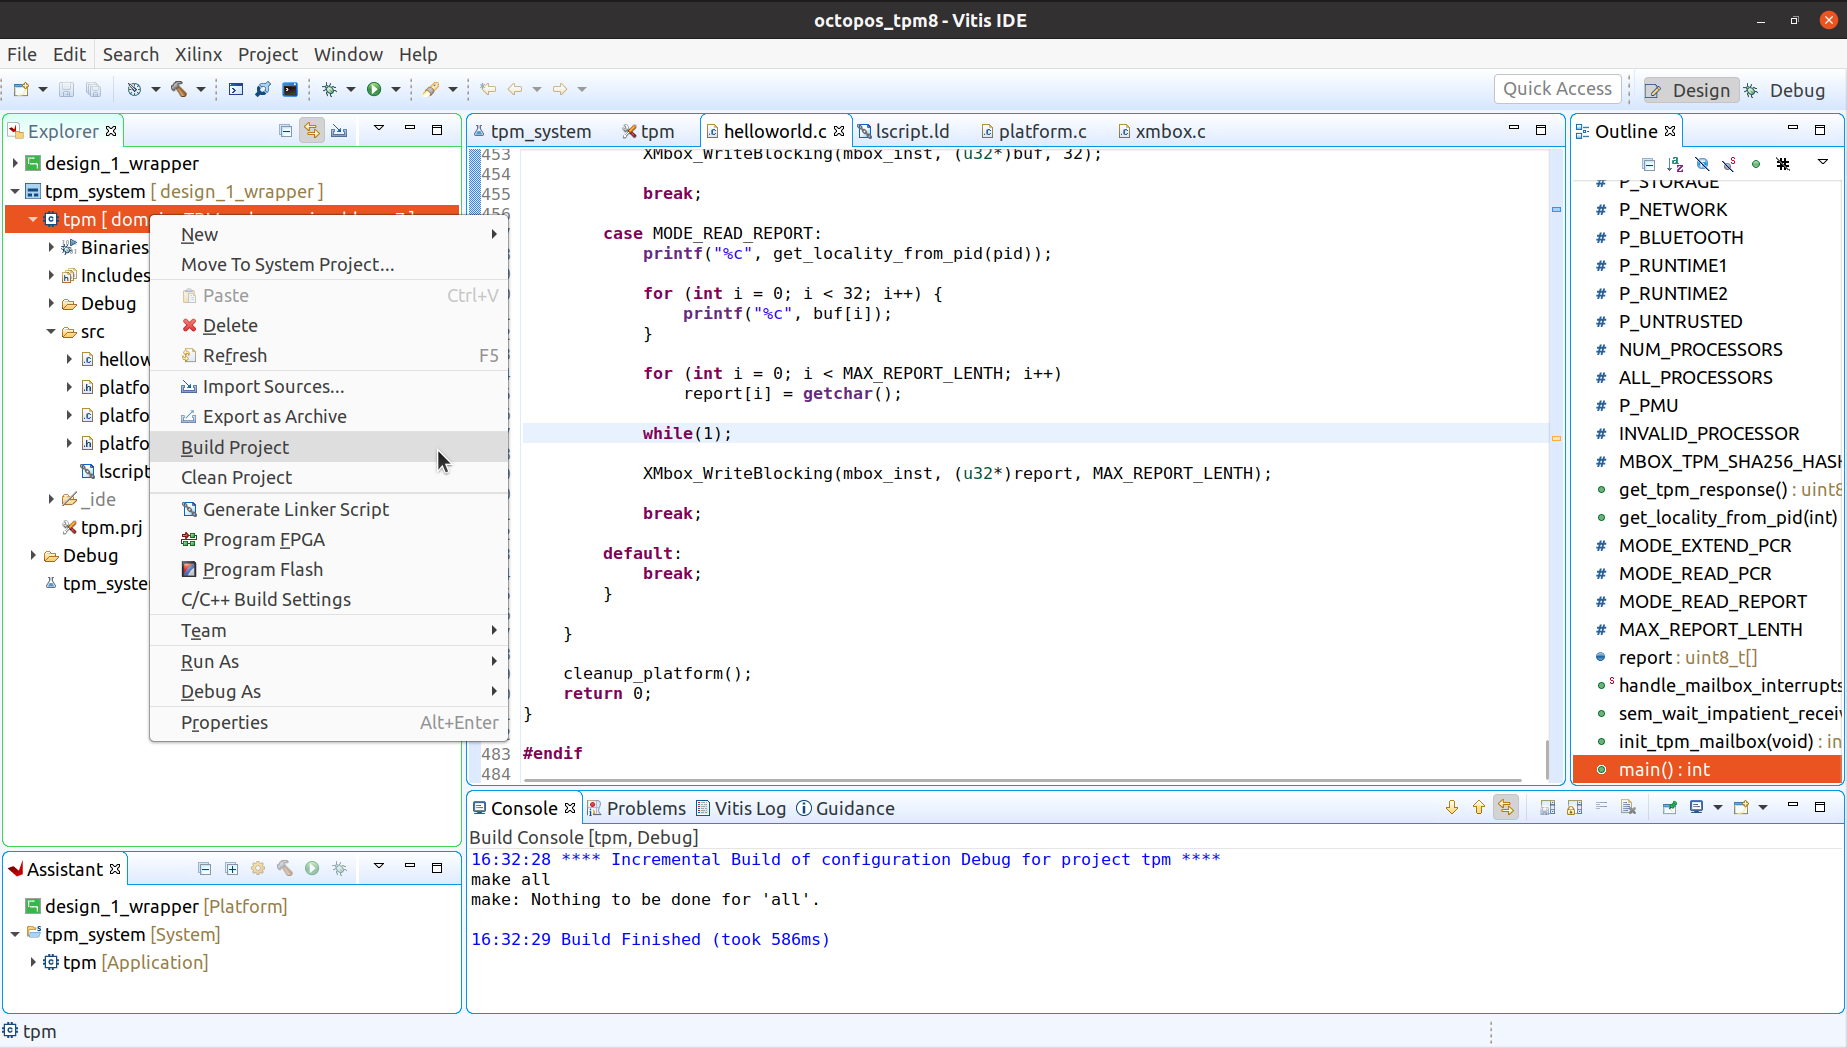 octopos_tpm8 - Vitis IDE
File Edit Search Xilinx Project Window Help
Quick Access
Design
Debug
Explorer
design_1_wrapper
tpm_system [ design_1_wrapper ]
tpm [ dom
Binaries
Includes
Debug
src
hellow
platfo
platfo
platfo
lscript
_ide
tpm.prj
Debug
tpm_syste
New
Move To System Project...
Paste Ctrl+V
Delete
Refresh F5
Import Sources...
Export as Archive
Build Project
Clean Project
Generate Linker Script
Program FPGA
Program Flash
C/C++ Build Settings
Team
Run As
Debug As
Properties Alt+Enter
tpm_system tpm helloworld.c lscript.ld platform.c xmbox.c
453 XMbox_WriteBlocking(mbox_inst, (u32*)buf, 32);
454
455 break;
456
case MODE_READ_REPORT:
printf("%c", get_locality_from_pid(pid));
for (int i = 0; i < 32; i++) {
printf("%c", buf[i]);
}
for (int i = 0; i < MAX_REPORT_LENTH; i++)
report[i] = getchar();
while(1);
XMbox_WriteBlocking(mbox_inst, (u32*)report, MAX_REPORT_LENTH);
break;
default:
break;
}
}
cleanup_platform();
return 0;
}
483 #endif
484
Outline
P_STORAGE
P_NETWORK
P_BLUETOOTH
P_RUNTIME1
P_RUNTIME2
P_UNTRUSTED
NUM_PROCESSORS
ALL_PROCESSORS
P_PMU
INVALID_PROCESSOR
MBOX_TPM_SHA256_HASH
get_tpm_response() : uint8
get_locality_from_pid(int)
MODE_EXTEND_PCR
MODE_READ_PCR
MODE_READ_REPORT
MAX_REPORT_LENTH
report : uint8_t[]
handle_mailbox_interrupts
sem_wait_impatient_recei
init_tpm_mailbox(void) : in
main() : int
Console Problems Vitis Log Guidance
Build Console [tpm, Debug]
16:32:28 **** Incremental Build of configuration Debug for project tpm ****
make all
make: Nothing to be done for 'all'.
16:32:29 Build Finished (took 586ms)
Assistant
design_1_wrapper [Platform]
tpm_system [System]
tpm [Application]
tpm